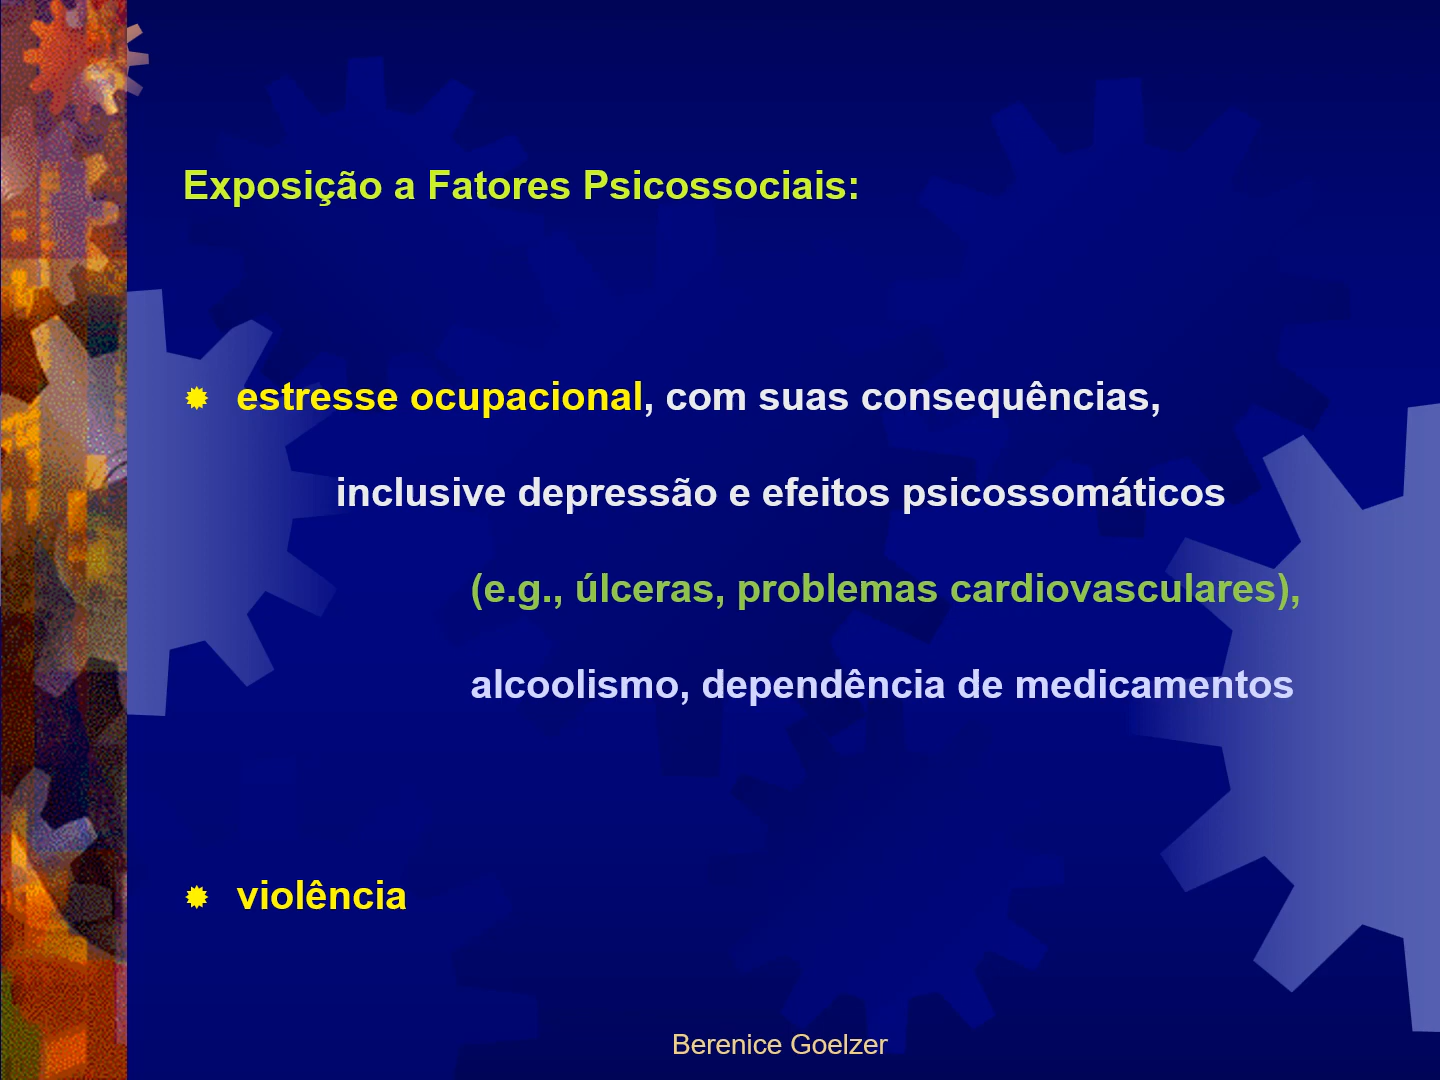 Exposição a Fatores Psicossociais:
estresse ocupacional, com suas consequências,
inclusive depressão e efeitos psicossomáticos
(e.g., úlceras, problemas cardiovasculares),
alcoolismo, dependência de medicamentos
violência
Berenice Goelzer